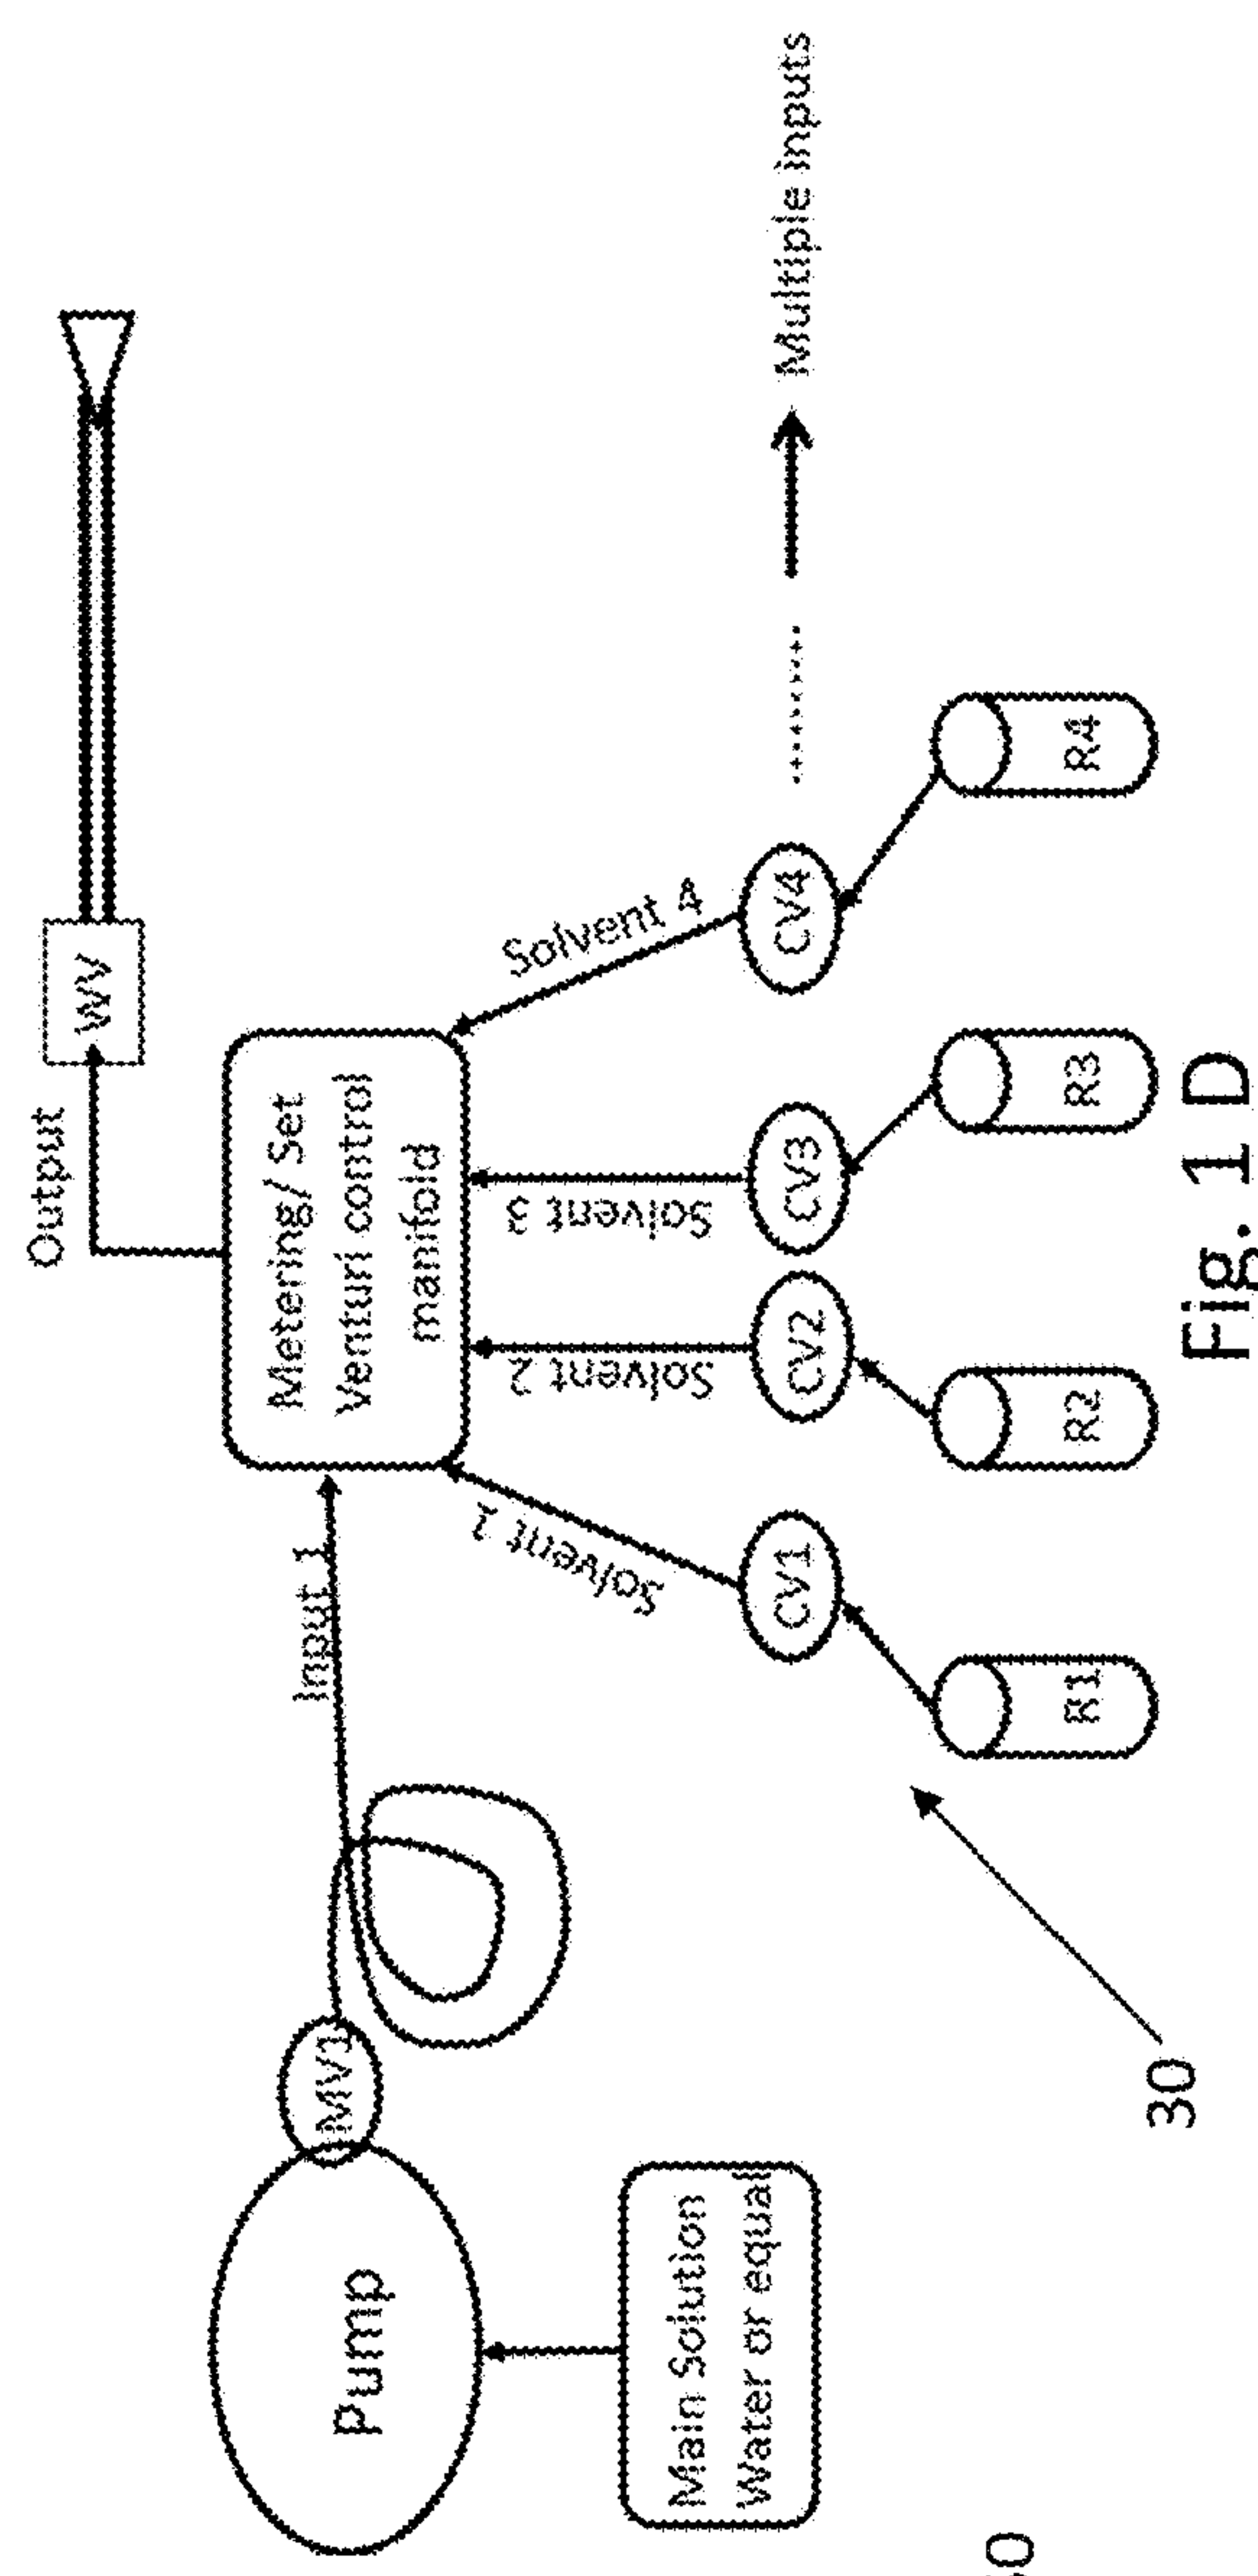 Output
WV
Pump
MV1
Input 1
Metering/ Set
Venturi control
manifold
Main Solution
Water or equal
Solvent 1
Solvent 2
Solvent 3
Solvent 4
CV1
CV2
CV3
CV4
Multiple inputs
R1
R2
R3
R4
30
Fig. 1 D